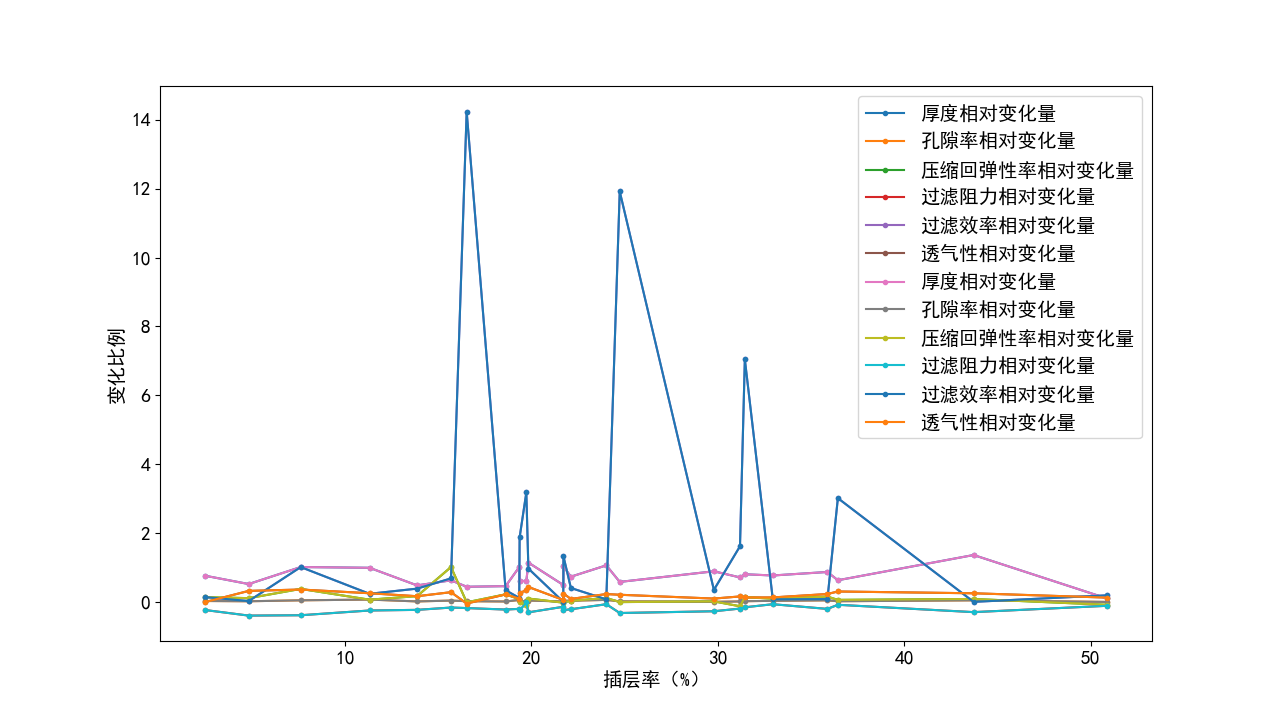 14
12
10
8
6
4
2
0
变化比例
厚度相对变化量
孔隙率相对变化量
压缩回弹性率相对变化量
过滤阻力相对变化量
过滤效率相对变化量
透气性相对变化量
厚度相对变化量
孔隙率相对变化量
压缩回弹性率相对变化量
过滤阻力相对变化量
过滤效率相对变化量
透气性相对变化量
10 20 30 40 50
插层率（%）